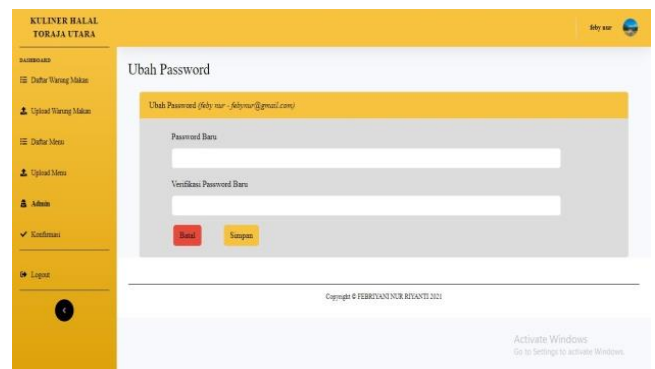 KULINER HALAL
TORAJA UTARA
feby nur
DASHBOARD
Daftar Warung Makan
Upload Warung Makan
Daftar Menu
Upload Menu
Admin
Konfirmasi
Logout
Ubah Password
Ubah Password (feby nur - febynur@gmail.com)
Password Baru
Verifikasi Password Baru
Batal
Simpan
Copyright © FEBRIYANI NUR RIYANTI 2021
Activate Windows
Go to Settings to activate Windows.